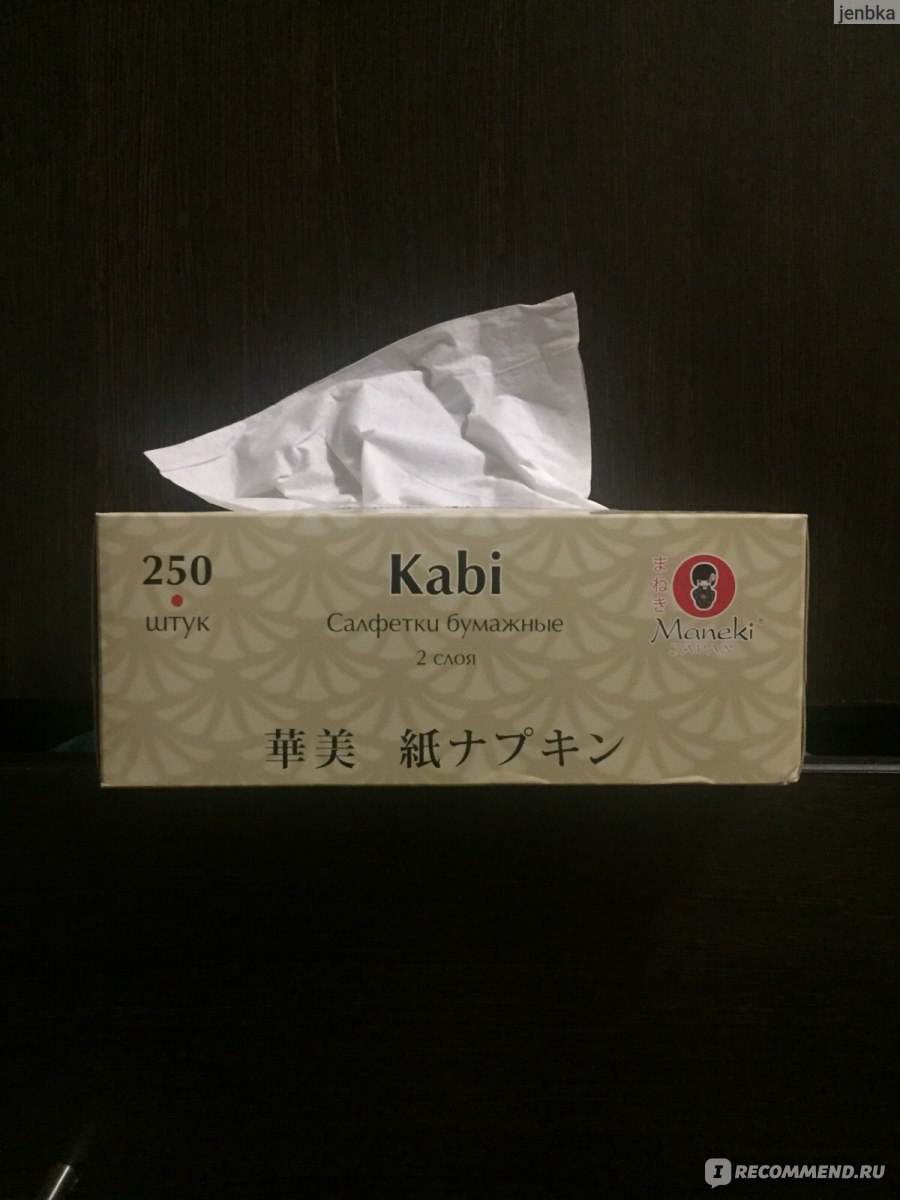 jenbka
250
штук
Kabi
Салфетки бумажные
2 слоя
まねき
Maneki®
JAPAN
華美 紙ナプキン
IRECOMMEND.RU